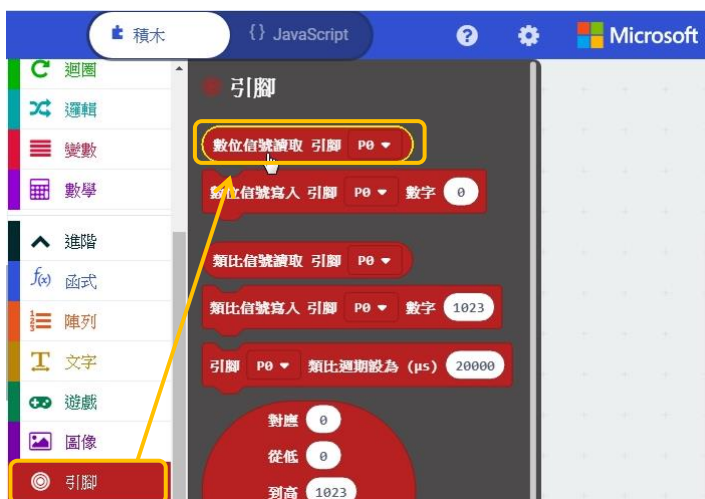 積木
{} JavaScript
?
Microsoft
迴圈
邏輯
變數
數學
進階
f(x) 函式
陣列
文字
遊戲
圖像
引腳
引腳
數位信號讀取 引腳 P0
數位信號寫入 引腳 P0 數字 0
類比信號讀取 引腳 P0
類比信號寫入 引腳 P0 數字 1023
引腳 P0 類比週期設為 (μs) 20000
對應 0
從低 0
到高 1023